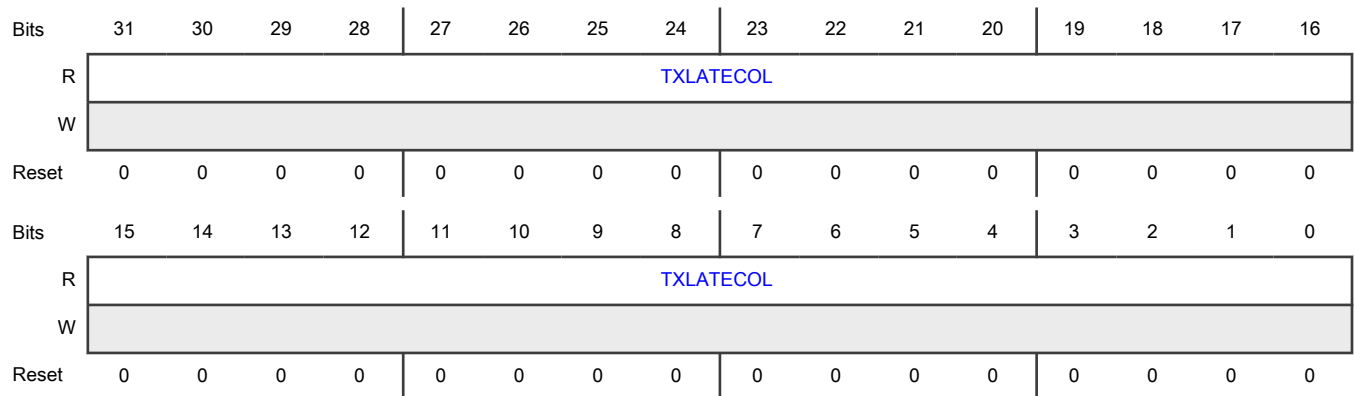 Bits 31 30 29 28 27 26 25 24 23 22 21 20 19 18 17 16
R TXLATECOL
W
Reset 0 0 0 0 0 0 0 0 0 0 0 0 0 0 0 0
Bits 15 14 13 12 11 10 9 8 7 6 5 4 3 2 1 0
R TXLATECOL
W
Reset 0 0 0 0 0 0 0 0 0 0 0 0 0 0 0 0